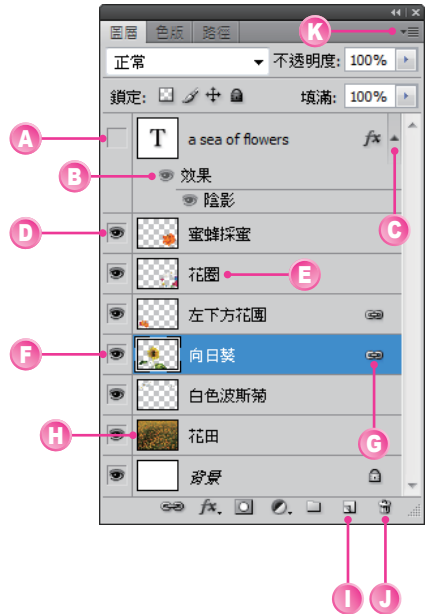 圖層 色版 路徑 K
正常 不透明度: 100%
鎖定: 填滿: 100%
A T a sea of flowers fx
B 效果
陰影 C
D 蜜蜂採蜜
花圈 E
左下方花團
F 向日葵
白色波斯菊 G
H 花田
背景
fx.
I J